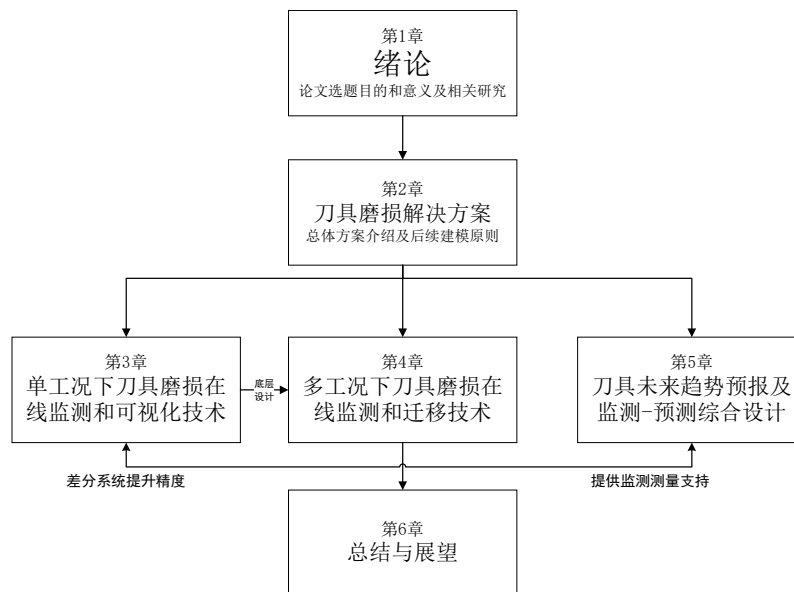 第1章
绪论
论文选题目的和意义及相关研究
第2章
刀具磨损解决方案
总体方案介绍及后续建模原则
第3章
单工况下刀具磨损在
线监测和可视化技术
底层
设计
第4章
多工况下刀具磨损在
线监测和迁移技术
第5章
刀具未来趋势预报及
监测-预测综合设计
差分系统提升精度
提供监测测量支持
第6章
总结与展望